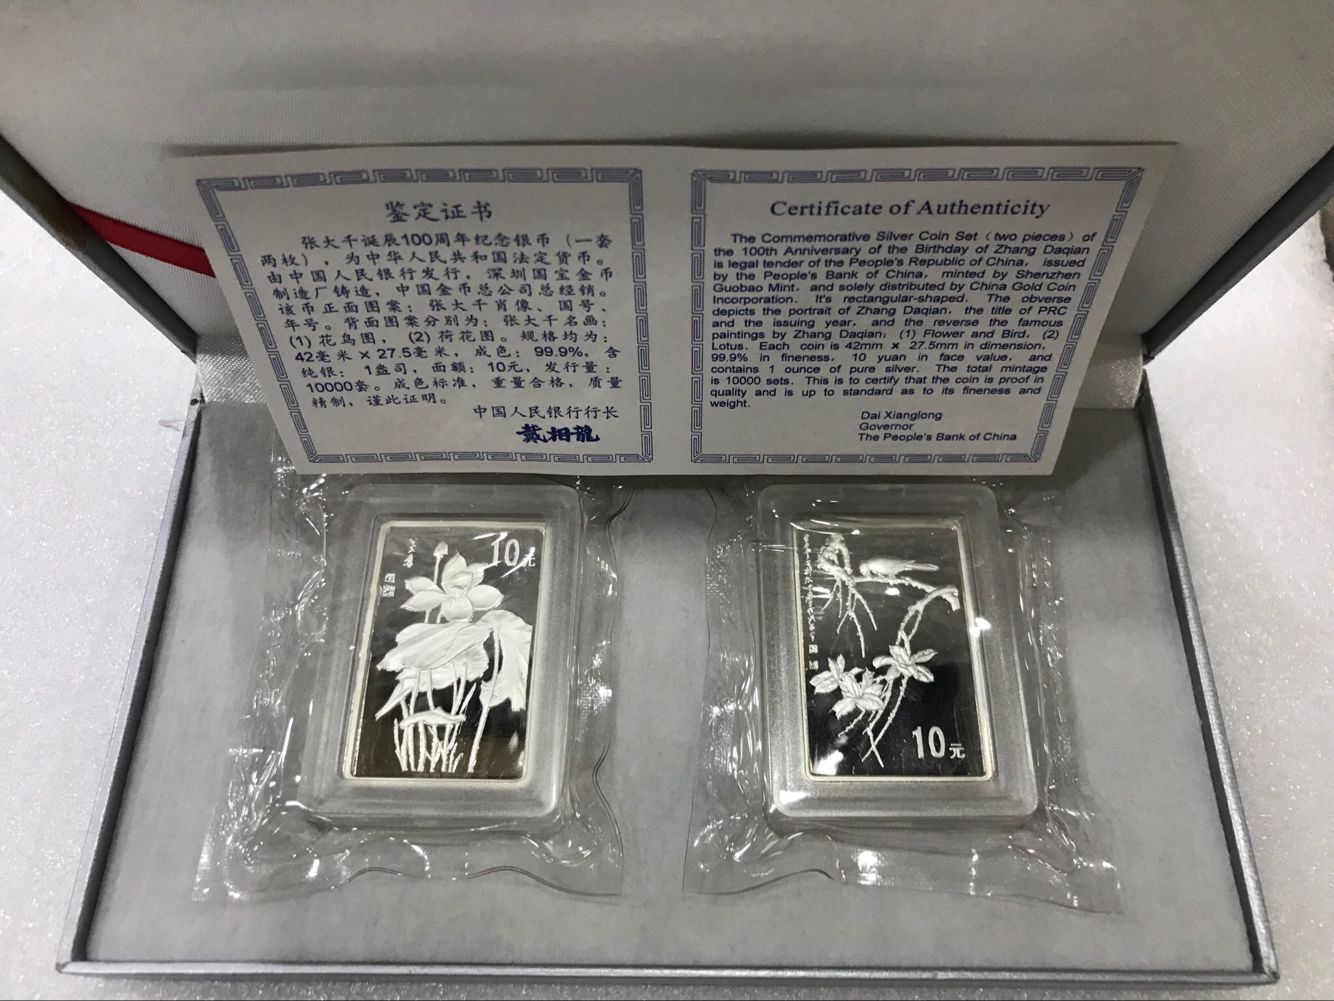 鉴定证书
张大千诞辰100周年纪念银币（一套
两枚），为中华人民共和国法定货币。
由中国人民银行发行，深圳国宝金币
制造厂铸造，中国金币总公司总经销。
该币正面图案：张大千肖像、国号、
年号。背面图案分别为：张大千名画：
(1) 花鸟图，(2) 荷花图。规格均为：
42毫米×27.5毫米，成色：99.9%，含
纯银：1盎司，面额：10元，发行量：
10000套。成色标准，重量合格，质量
精制，谨此证明。
中国人民银行行长
戴相龍
Certificate of Authenticity
The Commemorative Silver Coin Set (two pieces) of
the 100th Anniversary of the Birthday of Zhang Daqian
is legal tender of the People's Republic of China, issued
by the People's Bank of China, minted by Shenzhen
Guobao Mint, and solely distributed by China Gold Coin
Incorporation. It's rectangular-shaped. The obverse
depicts the portrait of Zhang Daqian, the title of PRC
and the issuing year, and the reverse the famous
paintings by Zhang Daqian: (1) Flower and Bird, (2)
Lotus. Each coin is 42mm × 27.5mm in dimension,
99.9% in fineness, 10 yuan in face value, and
contains 1 ounce of pure silver. The total mintage
is 10000 sets. This is to certify that the coin is proof in
quality and is up to standard as to its fineness and
weight.
Dai Xianglong
Governor
The People's Bank of China
10元
10元